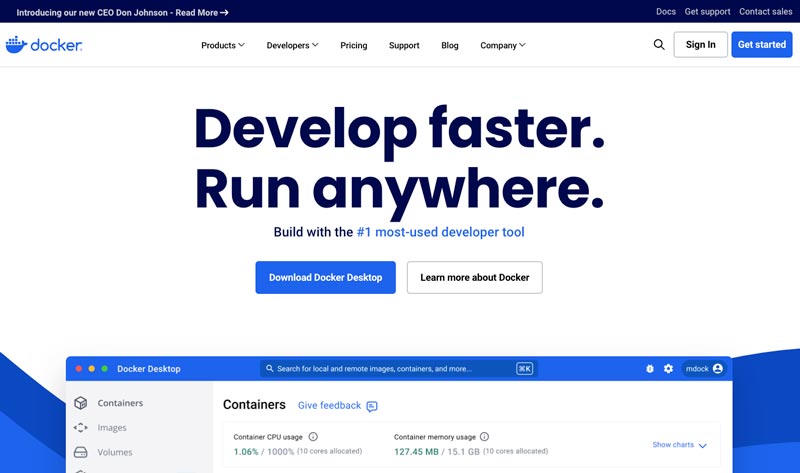 Introducing our new CEO Don Johnson - Read More →
Docs Get support Contact sales
docker
Products Developers Pricing Support Blog Company
Sign In Get started
Develop faster.
Run anywhere.
Build with the #1 most-used developer tool
Download Docker Desktop Learn more about Docker
Docker Desktop Search for local and remote images, containers, and more... ⌘K mdock
Containers
Images
Volumes
Containers Give feedback
Container CPU usage
1.06% / 1000% (10 cores allocated)
Container memory usage
127.45 MB / 15.1 GB (10 cores allocated)
Show charts